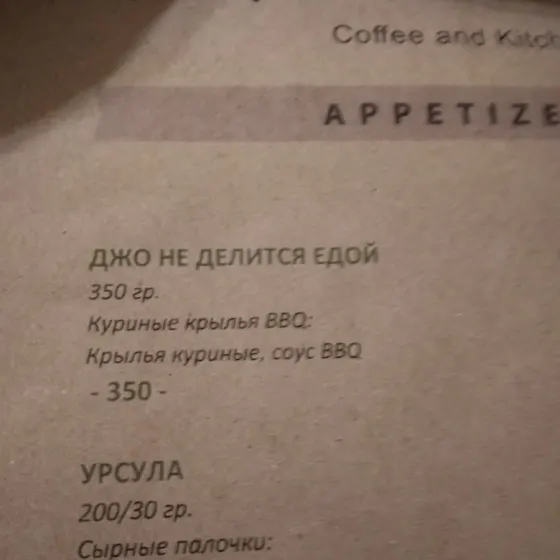 Coffee and Kitch
APPETIZE
ДЖО НЕ ДЕЛИТСЯ ЕДОЙ
350 гр.
Куриные крылья BBQ:
Крылья куриные, соус BBQ
- 350 -
УРСУЛА
200/30 гр.
Сырные палочки: